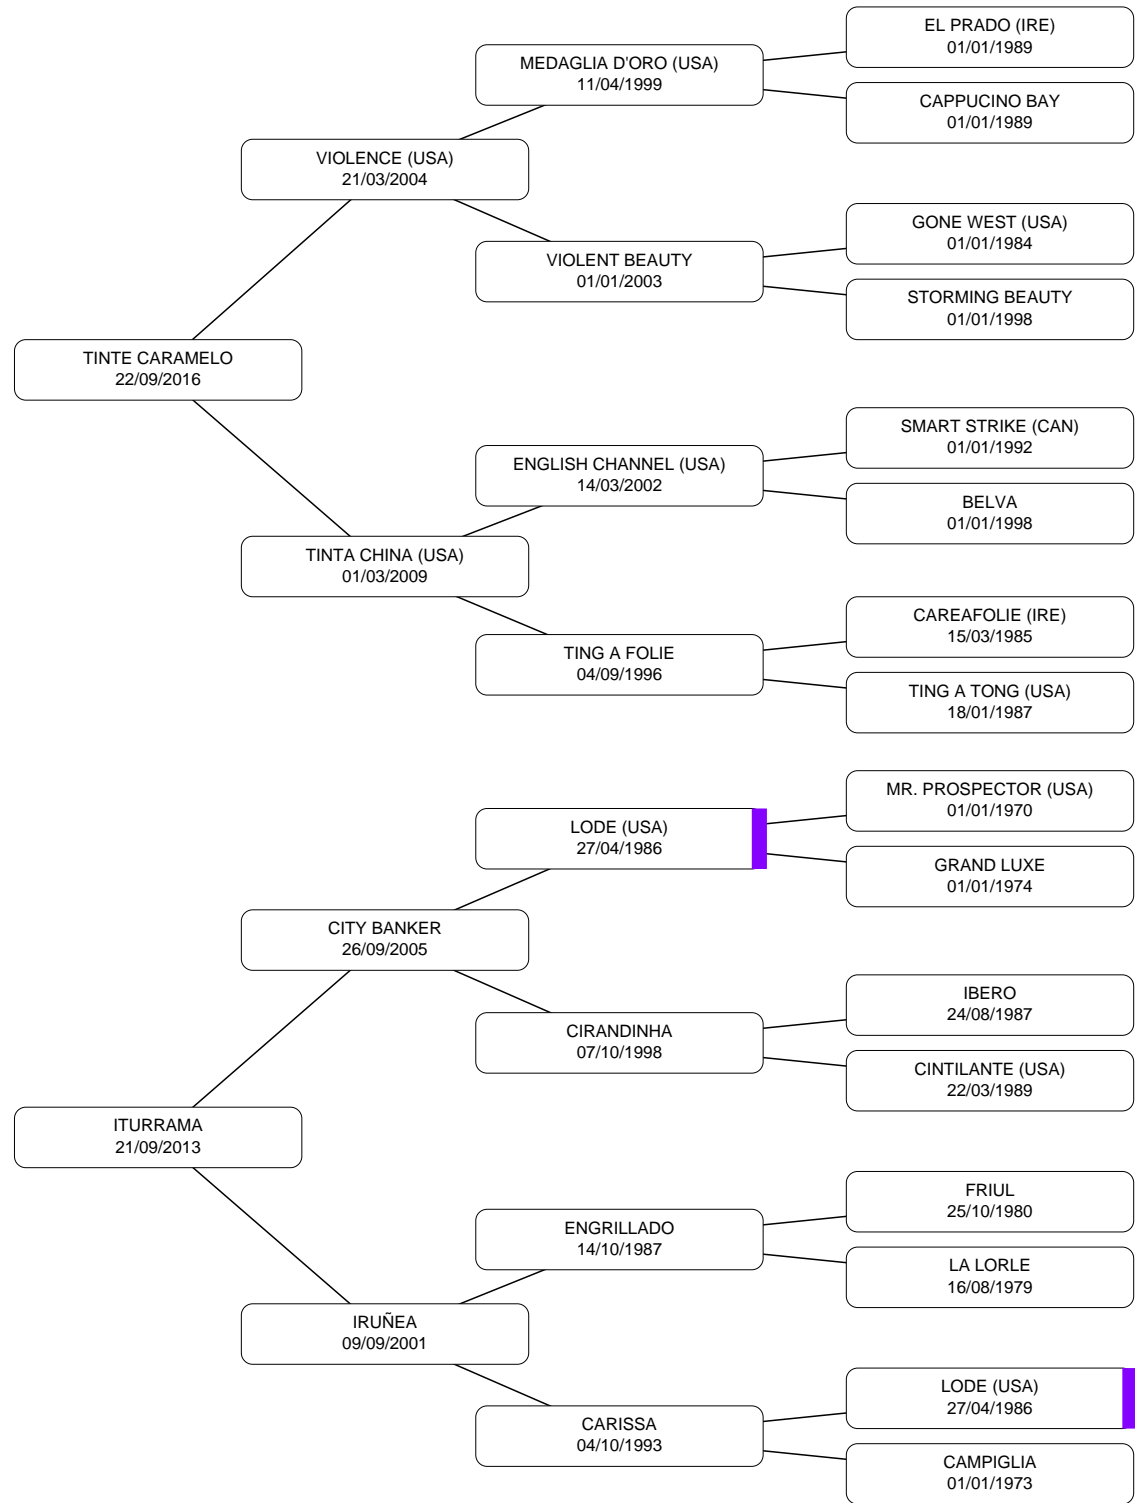 EL PRADO (IRE)
01/01/1989
MEDAGLIA D'ORO (USA)
11/04/1999
CAPPUCINO BAY
01/01/1989
VIOLENCE (USA)
21/03/2004
GONE WEST (USA)
01/01/1984
VIOLENT BEAUTY
01/01/2003
STORMING BEAUTY
01/01/1998
TINTE CARAMELO
22/09/2016
SMART STRIKE (CAN)
01/01/1992
ENGLISH CHANNEL (USA)
14/03/2002
BELVA
01/01/1998
TINTA CHINA (USA)
01/03/2009
CAREAFOLIE (IRE)
15/03/1985
TING A FOLIE
04/09/1996
TING A TONG (USA)
18/01/1987
MR. PROSPECTOR (USA)
01/01/1970
LODE (USA)
27/04/1986
GRAND LUXE
01/01/1974
CITY BANKER
26/09/2005
IBERO
24/08/1987
CIRANDINHA
07/10/1998
CINTILANTE (USA)
22/03/1989
ITURRAMA
21/09/2013
FRIUL
25/10/1980
ENGRILLADO
14/10/1987
LA LORLE
16/08/1979
IRUÑEA
09/09/2001
LODE (USA)
27/04/1986
CARISSA
04/10/1993
CAMPIGLIA
01/01/1973